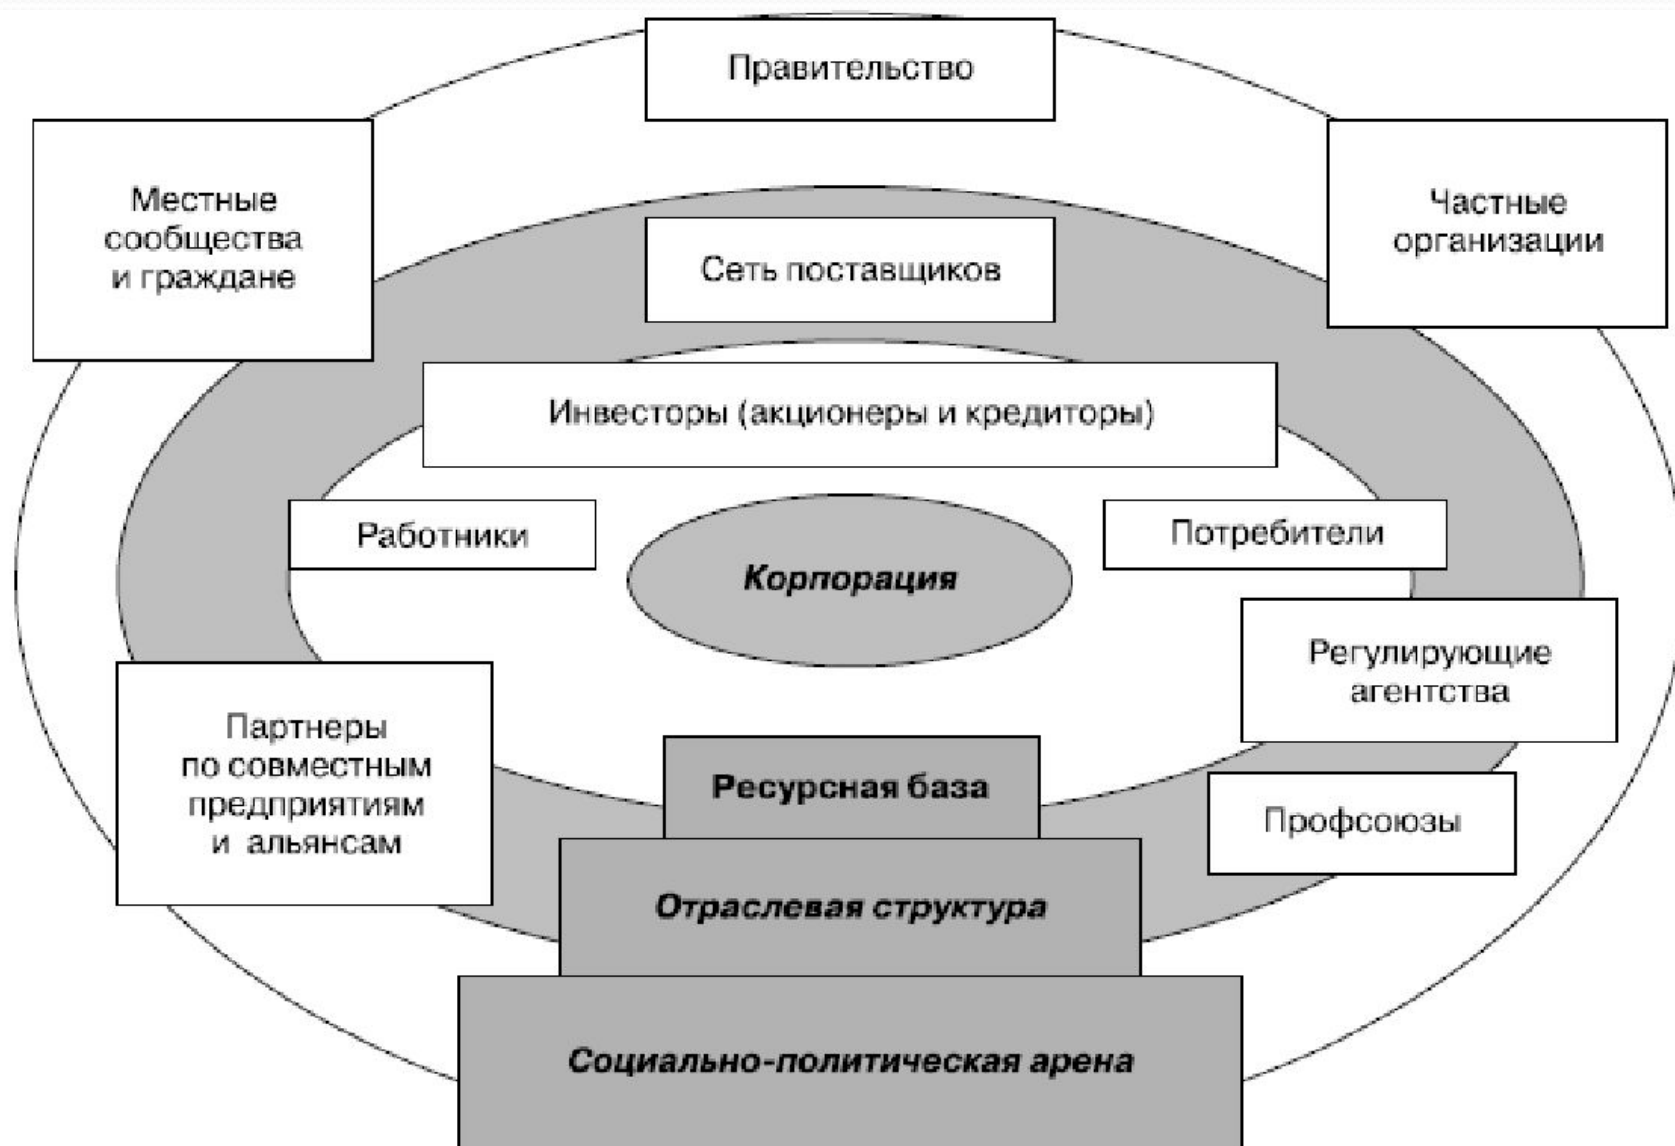 Правительство
Местные
сообщества
и граждане
Частные
организации
Сеть поставщиков
Инвесторы (акционеры и кредиторы)
Работники
Потребители
Корпорация
Регулирующие
агентства
Партнеры
по совместным
предприятиям
и альянсам
Ресурсная база
Профсоюзы
Отраслевая структура
Социально-политическая арена